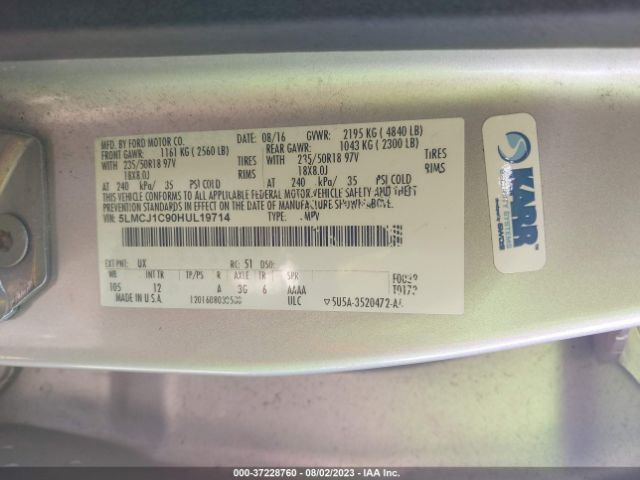 MFD. BY FORD MOTOR CO. DATE: 08/16 GVWR: 2195 KG ( 4840 LB)
FRONT GAWR: 1161 KG ( 2560 LB) REAR GAWR: 1043 KG ( 2300 LB)
WITH 235/50R18 97V TIRES WITH 235/50R18 97V TIRES
18X8.0J RIMS 18X8.0J RIMS
AT 240 kPa/ 35 PSI COLD AT 240 kPa/ 35 PSI COLD
THIS VEHICLE CONFORMS TO ALL APPLICABLE FEDERAL MOTOR VEHICLE SAFETY AND THEFT
PREVENTION STANDARDS IN EFFECT ON THE DATE OF MANUFACTURE SHOWN ABOVE.
VIN: 5LMCJ1C90HUL19714 TYPE: MPV
EXT PNT: UX RC: 51 DSO:
WB INT TR TP/PS R AXLE TR SPR
105 12 A 3G 6 AAAA
MADE IN U.S.A. ULC
KARR
SECURITY SYSTEMS
000-37228760 - 08/02/2023 - IAA Inc.